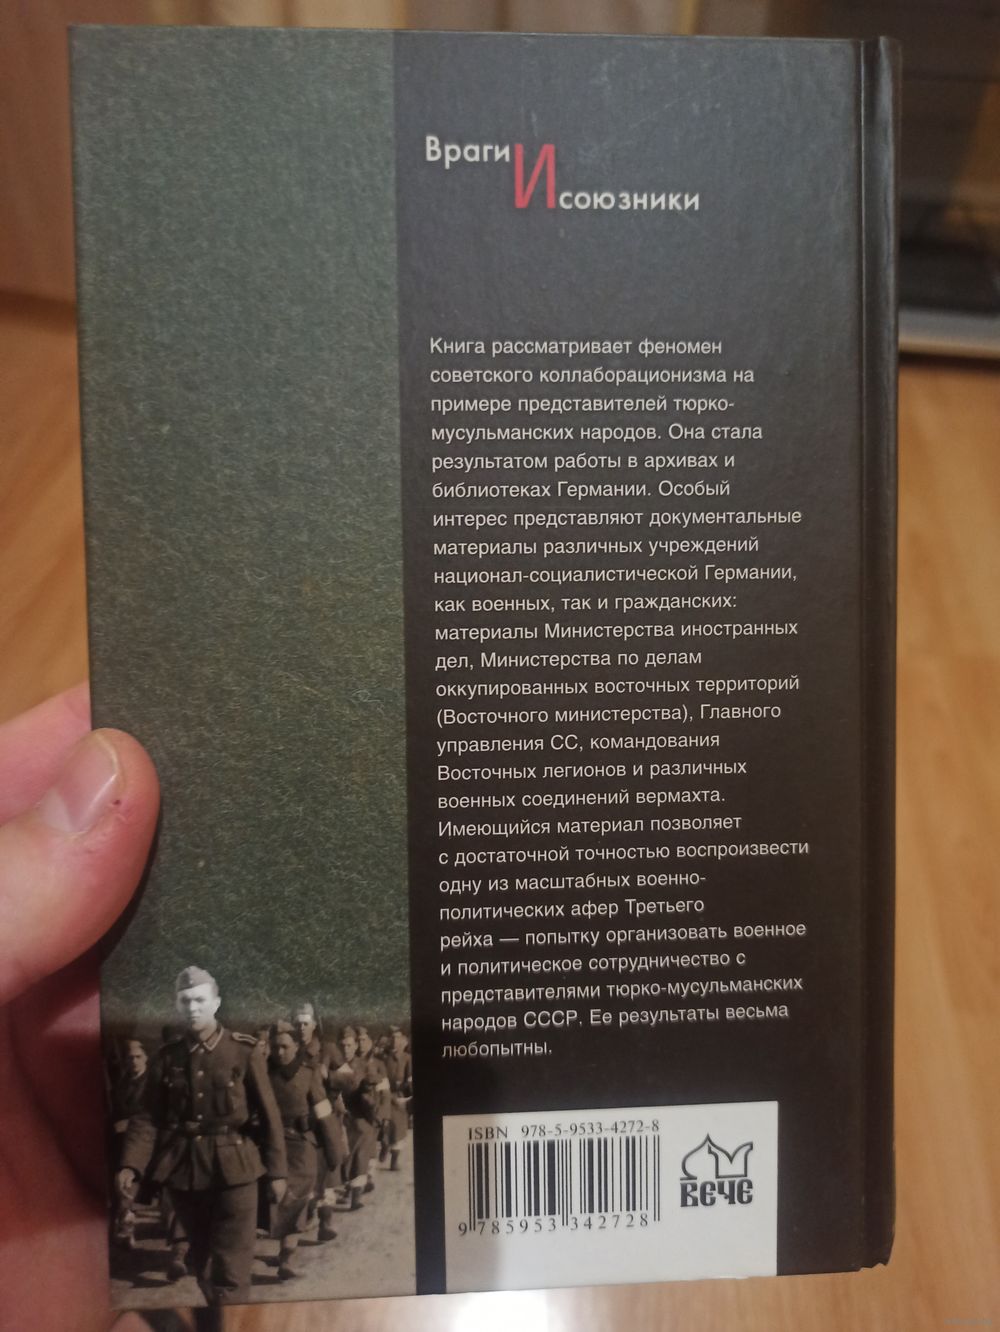 Враги
И
союзники
Книга рассматривает феномен
советского коллаборационизма на
примере представителей тюрко-
мусульманских народов. Она стала
результатом работы в архивах и
библиотеках Германии. Особый
интерес представляют документальные
материалы различных учреждений
национал-социалистической Германии,
как военных, так и гражданских:
материалы Министерства иностранных
дел, Министерства по делам
оккупированных восточных территорий
(Восточного министерства), Главного
управления СС, командования
Восточных легионов и различных
военных соединений вермахта.
Имеющийся материал позволяет
с достаточной точностью воспроизвести
одну из масштабных военно-
политических афер Третьего
рейха — попытку организовать военное
и политическое сотрудничество с
представителями тюрко-мусульманских
народов СССР. Ее результаты весьма
любопытны.
ISBN 978-5-9533-4272-8
9 785953 342728
ВЕЧЕ